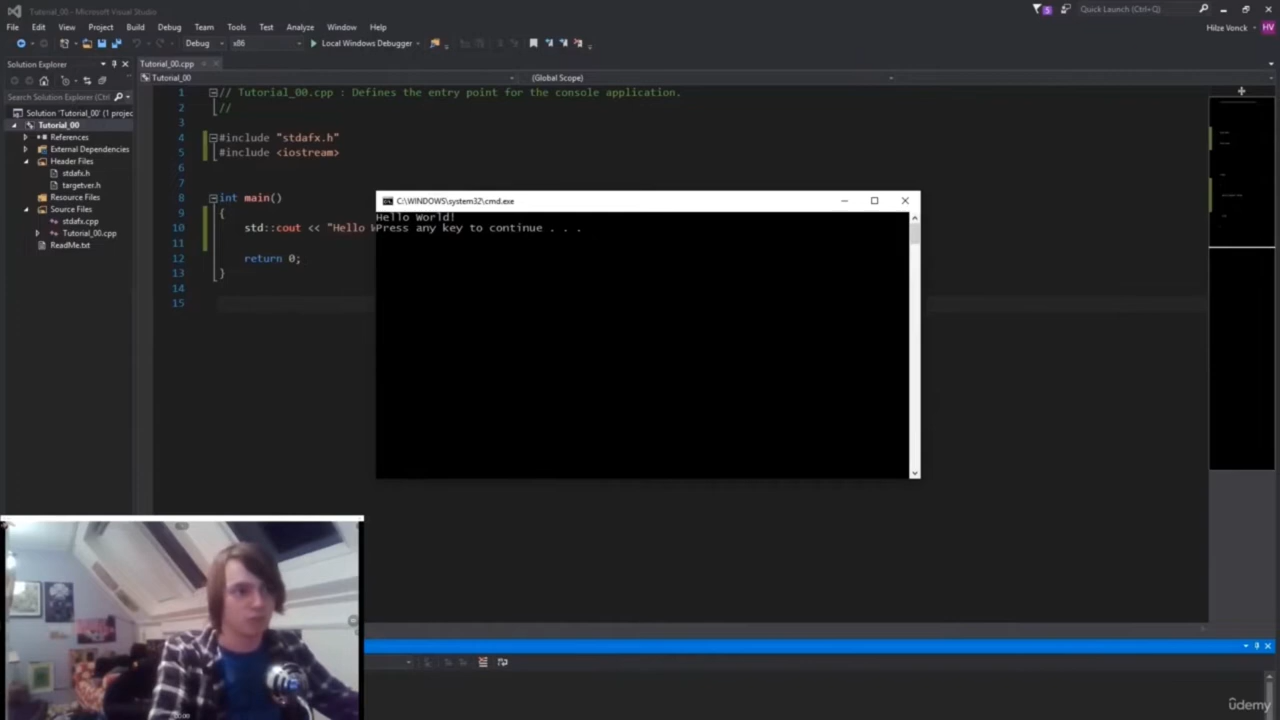 Tutorial_00 - Microsoft Visual Studio
5
Quick Launch (Ctrl+Q)
File Edit View Project Build Debug Team Tools Test Analyze Window Help
Hilze Vonck HV
Debug x86 Local Windows Debugger
Solution Explorer
Tutorial_00.cpp
Tutorial_00
(Global Scope)
Search Solution Explorer (Ctrl
Solution 'Tutorial_00' (1 projec
Tutorial_00
References
External Dependencies
Header Files
stdafx.h
targetver.h
Resource Files
Source Files
stdafx.cpp
Tutorial_00.cpp
ReadMe.txt
1 // Tutorial_00.cpp : Defines the entry point for the console application.
2 //
3
4 #include "stdafx.h"
5 #include <iostream>
6
7
8 int main()
9 {
10 std::cout << "Hello W
11
12 return 0;
13 }
14
15
C:\WINDOWS\system32\cmd.exe
Hello World!
Press any key to continue . . .
udemy